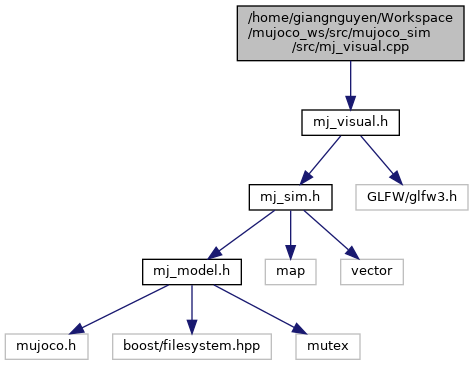 /home/giangnguyen/Workspace
/mujoco_ws/src/mujoco_sim
/src/mj_visual.cpp
mj_visual.h
mj_sim.h
GLFW/glfw3.h
mj_model.h
map
vector
mujoco.h
boost/filesystem.hpp
mutex